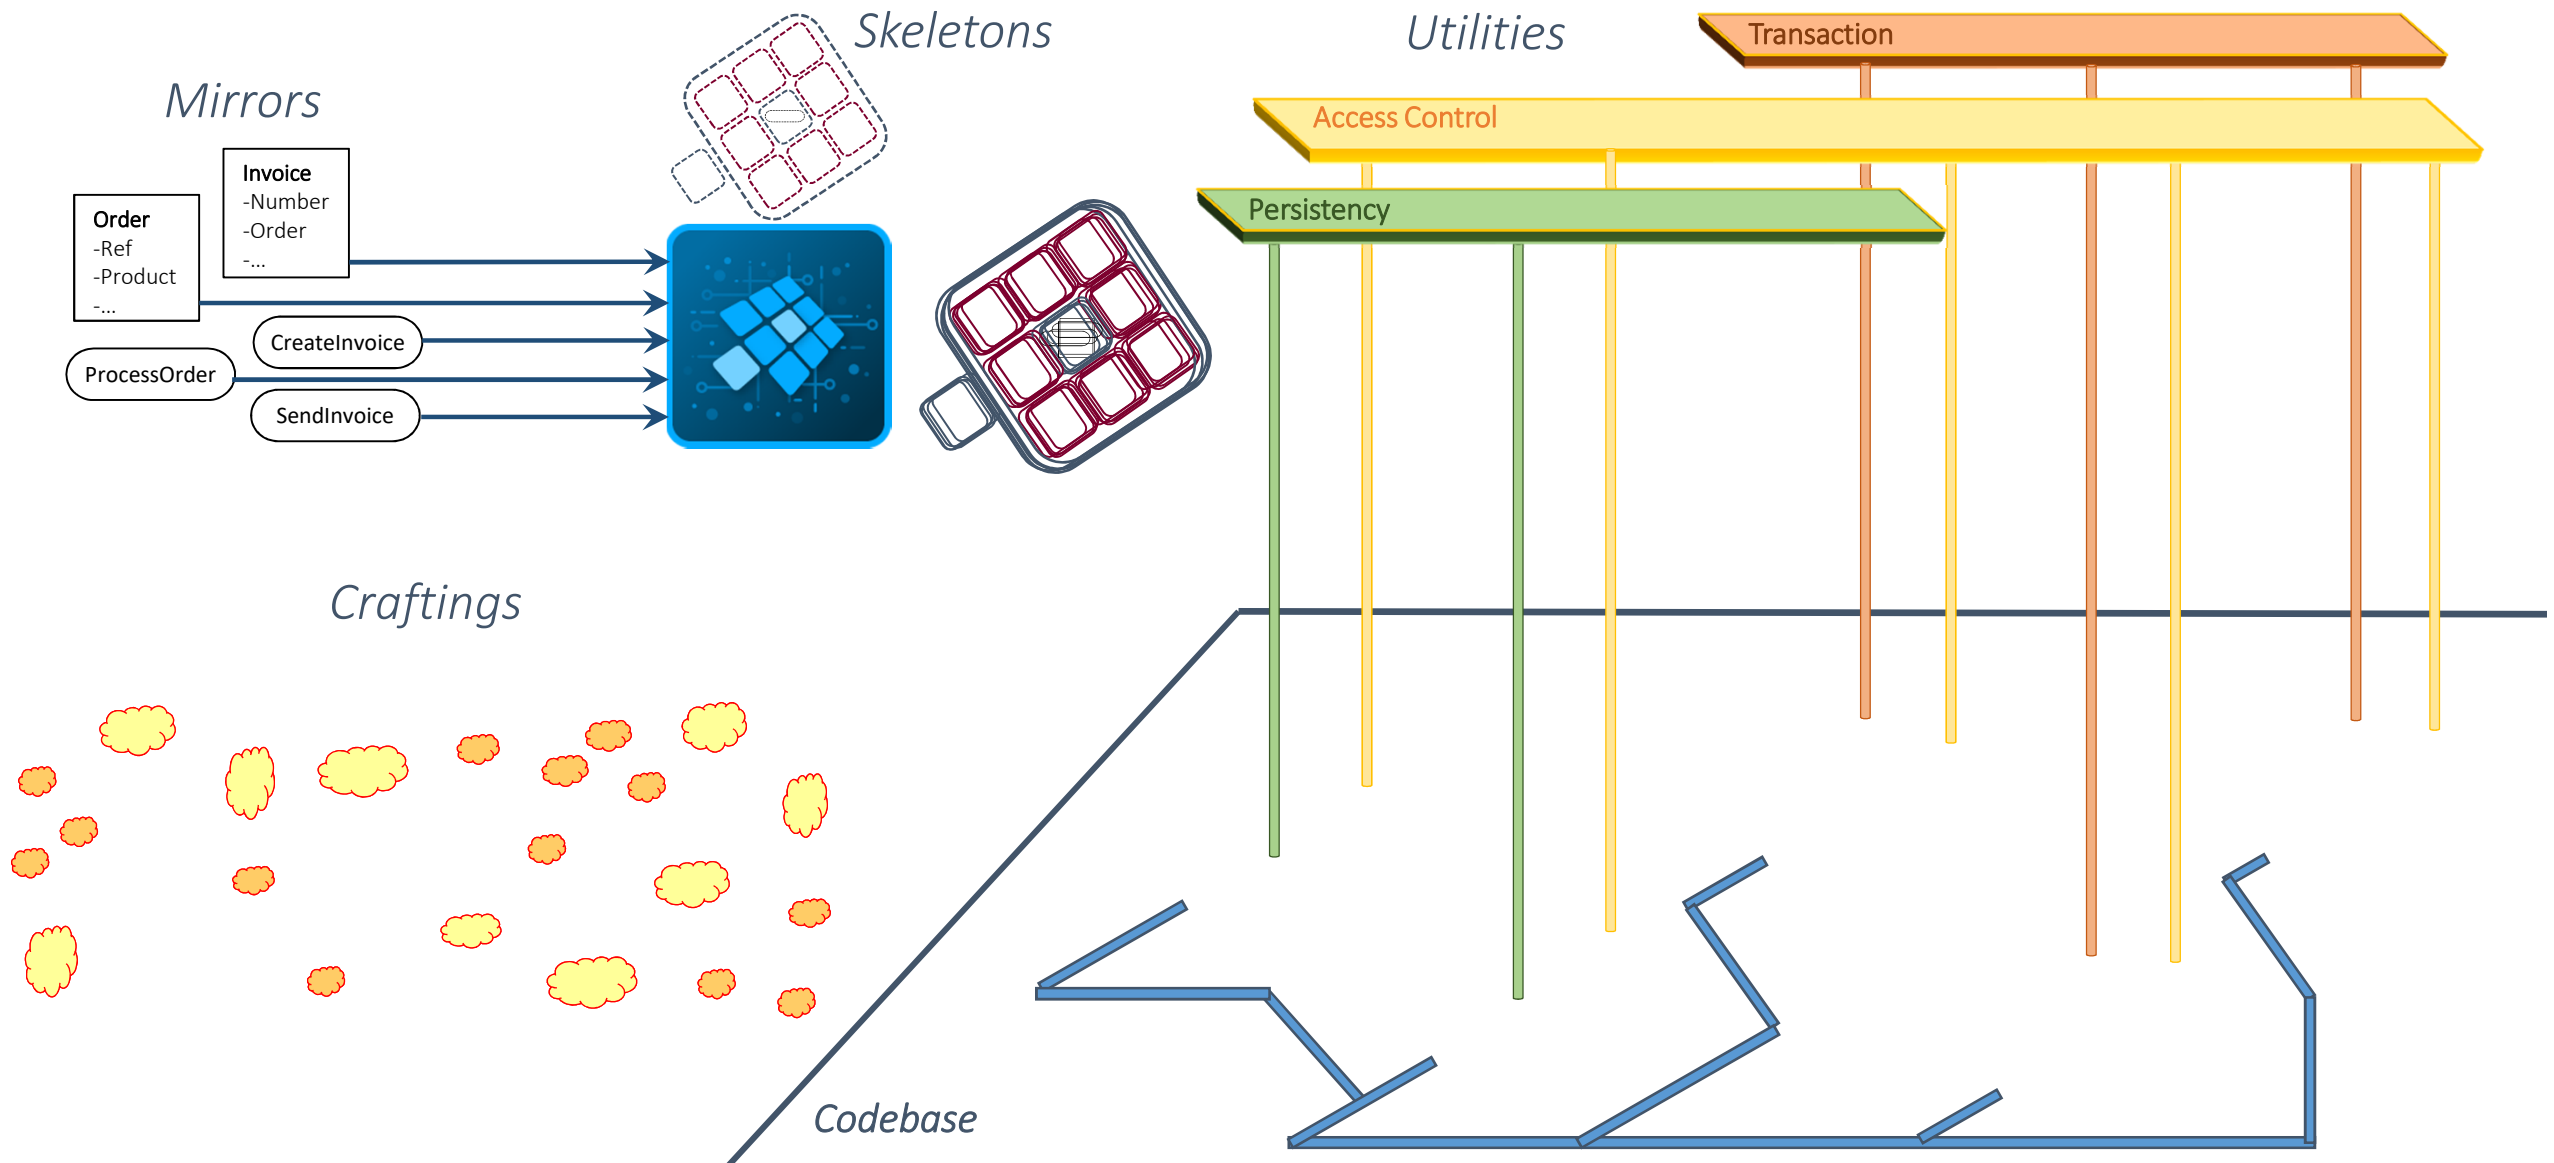 Skeletons
Utilities
Transaction
Mirrors
Access Control
Invoice
-Number
-Order
-...
Order
-Ref
-Product
-...
Persistency
CreateInvoice
ProcessOrder
SendInvoice
Craftings
Codebase